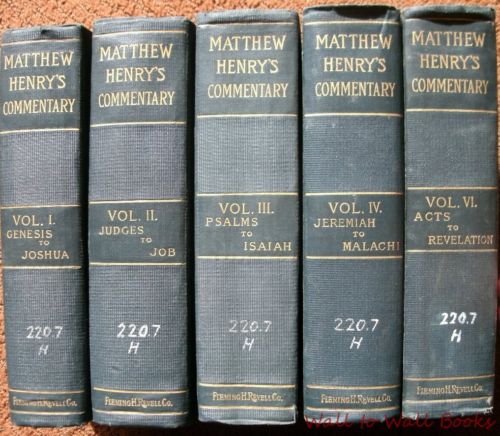 MATTHEW
HENRY'S
COMMENTARY
VOL. I.
GENESIS
TO
JOSHUA
220.7
H
FLEMING H. REVELL CO.
MATTHEW
HENRY'S
COMMENTARY
VOL. II.
JUDGES
TO
JOB
220.7
H
FLEMING H. REVELL CO.
MATTHEW
HENRY'S
COMMENTARY
VOL. III.
PSALMS
TO
ISAIAH
220.7
H
FLEMING H. REVELL CO.
MATTHEW
HENRY'S
COMMENTARY
VOL. IV.
JEREMIAH
TO
MALACHI
220.7
H
FLEMING H. REVELL CO.
MATTHEW
HENRY'S
COMMENTARY
VOL. VI.
ACTS
TO
REVELATION
220.7
H
FLEMING H. REVELL CO.
Wall to Wall Books